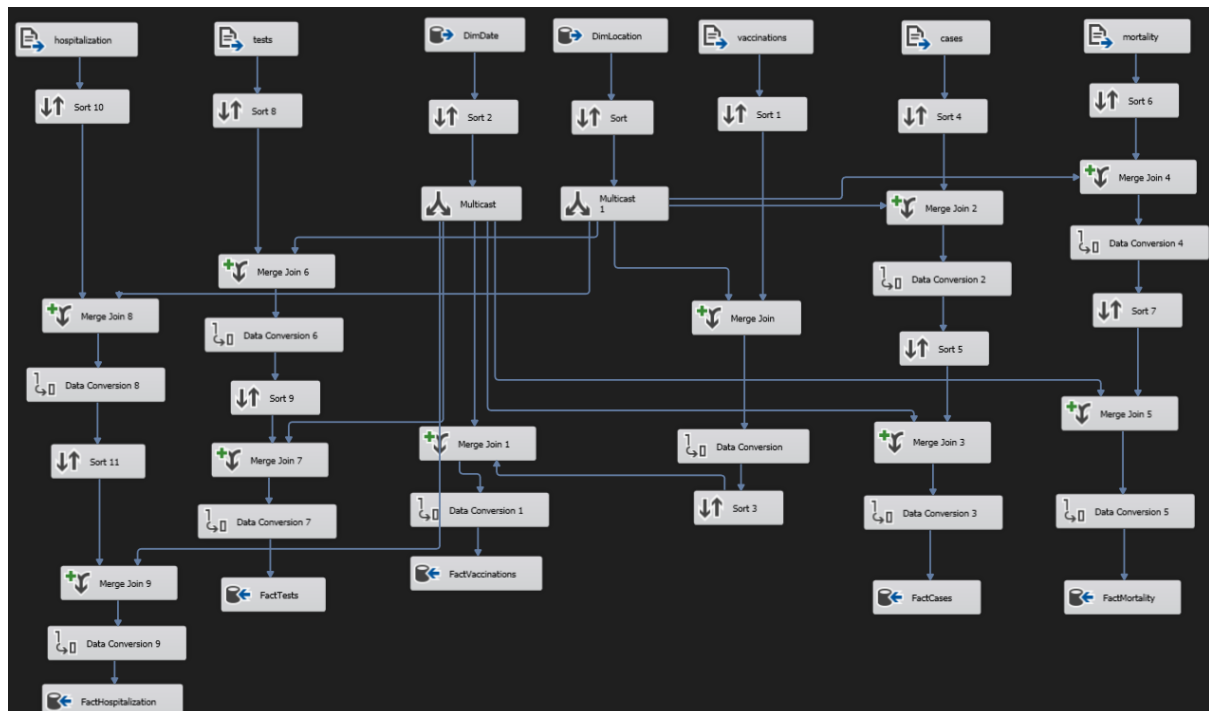 hospitalization
tests
DimDate
DimLocation
vaccinations
cases
mortality
Sort 10
Sort 8
Sort 2
Sort
Sort 1
Sort 4
Sort 6
Multicast
Multicast
1
Merge Join 2
Merge Join 4
Merge Join 6
Data Conversion 2
Data Conversion 4
Merge Join 8
Data Conversion 6
Merge Join
Sort 5
Sort 7
Data Conversion 8
Sort 9
Sort 11
Merge Join 7
Merge Join 1
Data Conversion
Merge Join 3
Merge Join 5
Data Conversion 7
Data Conversion 1
Sort 3
Data Conversion 3
Data Conversion 5
Merge Join 9
FactTests
FactVaccinations
FactCases
FactMortality
Data Conversion 9
FactHospitalization